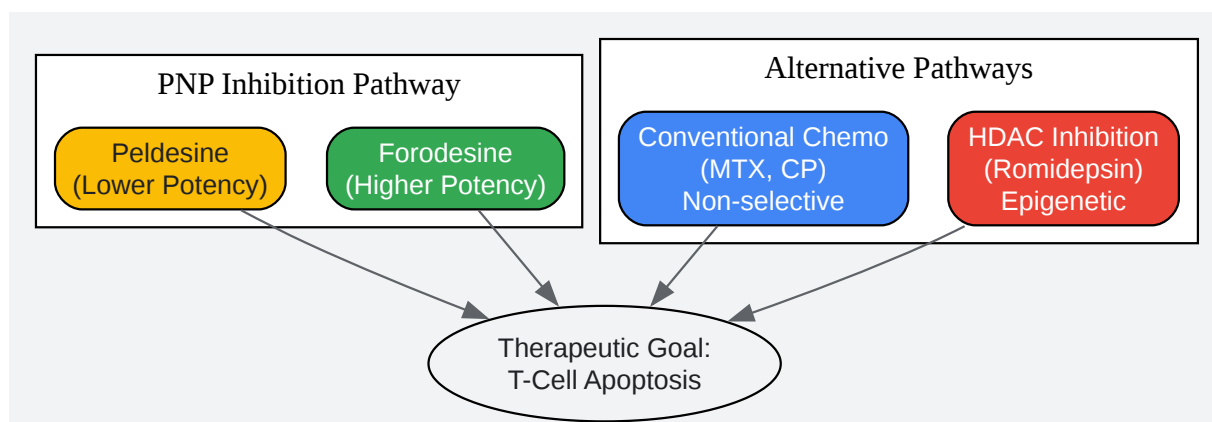 PNP Inhibition Pathway
Peldesine
(Lower Potency)
Forodesine
(Higher Potency)
Alternative Pathways
Conventional Chemo
(MTX, CP)
Non-selective
HDAC Inhibition
(Romidepsin)
Epigenetic
Therapeutic Goal:
T-Cell Apoptosis